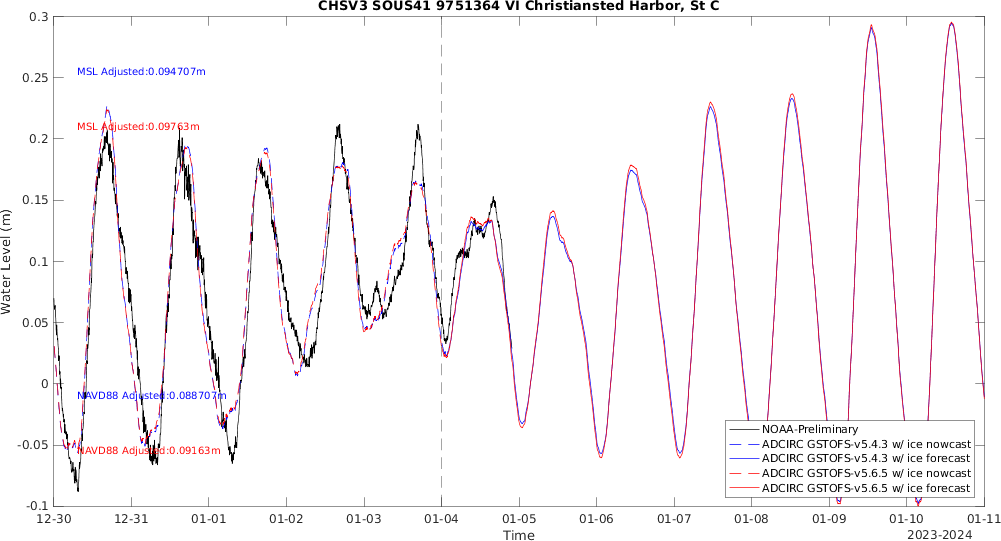 CHSV3 SOUS41 9751364 VI Christiansted Harbor, St C
0.3
0.25
0.2
0.15
0.1
0.05
0
-0.05
-0.1
Water Level (m)
MSL Adjusted:0.094707m
MSL Adjusted:0.09763m
NAVD88 Adjusted:0.088707m
NAVD88 Adjusted:0.09163m
NOAA-Preliminary
ADCIRC GSTOFS-v5.4.3 w/ ice nowcast
ADCIRC GSTOFS-v5.4.3 w/ ice forecast
ADCIRC GSTOFS-v5.6.5 w/ ice nowcast
ADCIRC GSTOFS-v5.6.5 w/ ice forecast
12-30 12-31 01-01 01-02 01-03 01-04 01-05 01-06 01-07 01-08 01-09 01-10 01-11
Time
2023-2024